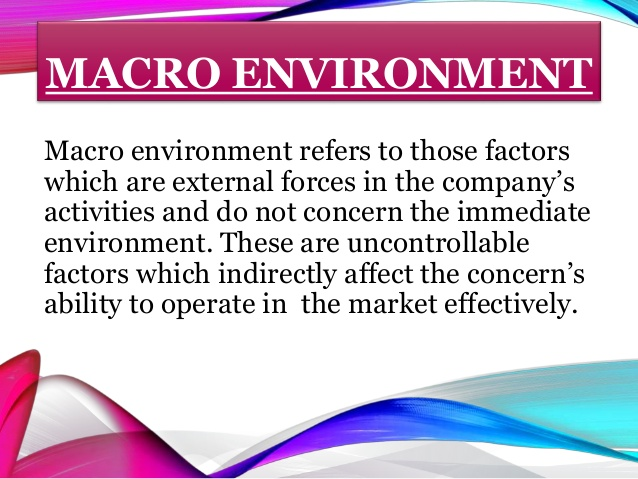 MACRO ENVIRONMENT
Macro environment refers to those factors
which are external forces in the company’s
activities and do not concern the immediate
environment. These are uncontrollable
factors which indirectly affect the concern’s
ability to operate in  the market effectively.